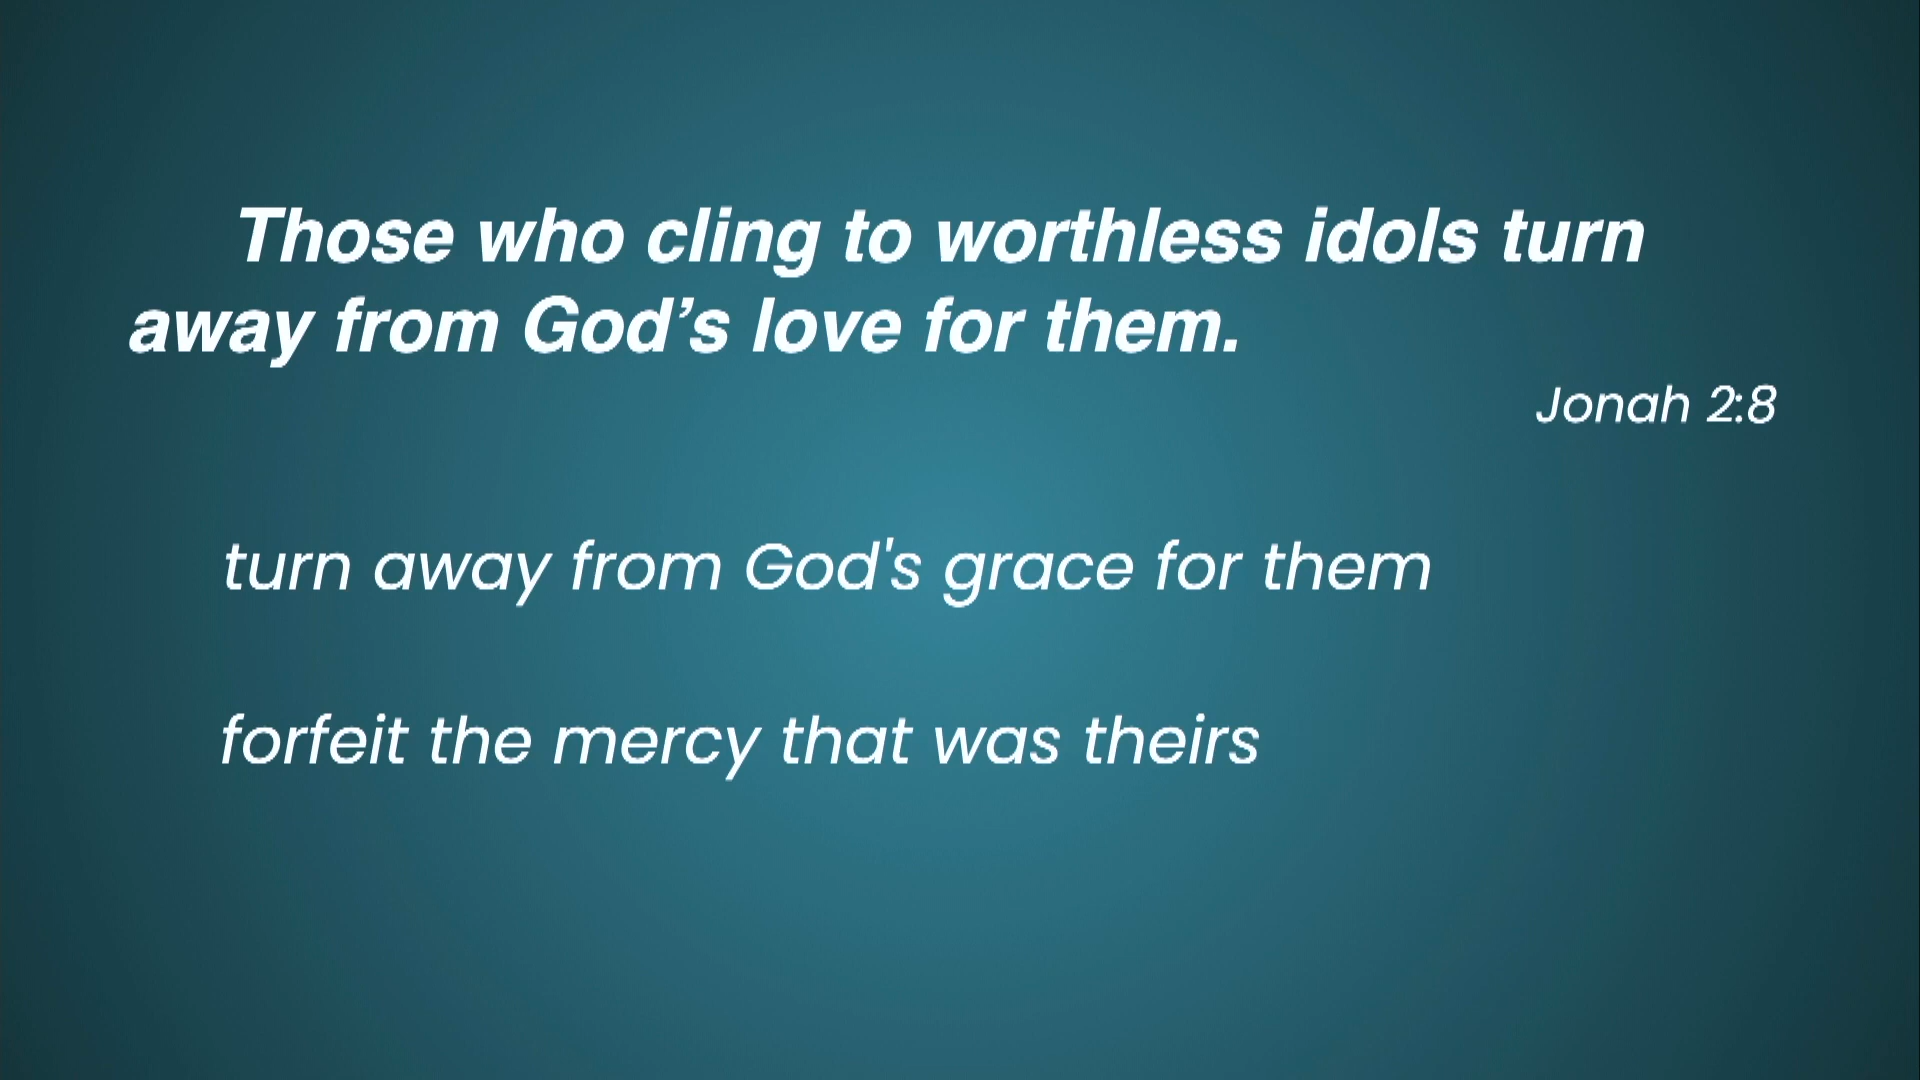 Those who cling to worthless idols turn
away from God’s love for them.
Jonah 2:8
turn away from God's grace for them
forfeit the mercy that was theirs